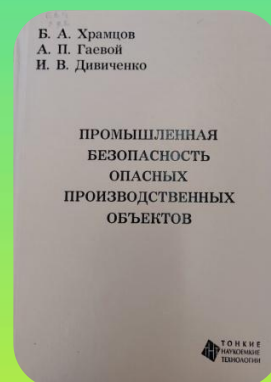 Б. А. Храмцов
А. П. Гаевой
И. В. Дивиченко
ПРОМЫШЛЕННАЯ
БЕЗОПАСНОСТЬ
ОПАСНЫХ
ПРОИЗВОДСТВЕННЫХ
ОБЪЕКТОВ
ТОНКИЕ
НАУКОЕМКИЕ
ТЕХНОЛОГИИ